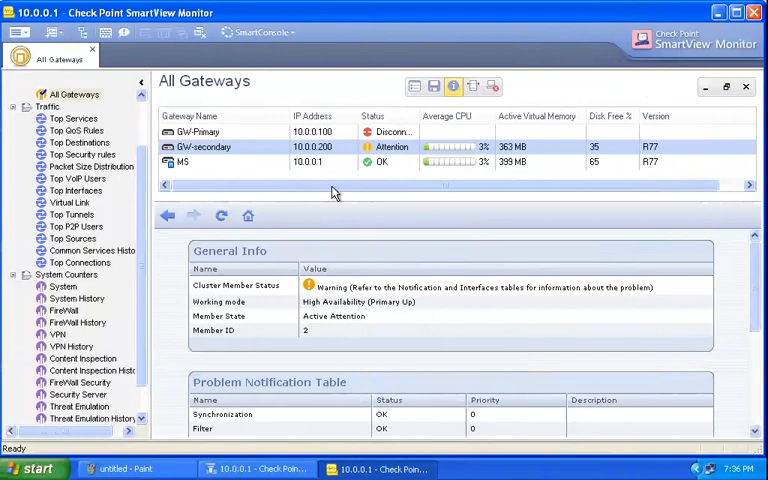 10.0.0.1 - Check Point SmartView Monitor
SmartConsole
Check Point
SmartView Monitor
All Gateways
All Gateways
Traffic
Top Services
Top QoS Rules
Top Destinations
Top Security rules
Packet Size Distribution
Top VoIP Users
Top Interfaces
Virtual Link
Top Tunnels
Top P2P Users
Top Sources
Common Services Histo
Top Connections
System Counters
System
System History
FireWall
FireWall History
VPN
VPN History
Content Inspection
Content Inspection Histo
FireWall Security
Security Server
Threat Emulation
Threat Emulation History
All Gateways
Gateway Name IP Address Status Average CPU Active Virtual Memory Disk Free % Version
GW-Primary 10.0.0.100 Disconn...
GW-secondary 10.0.0.200 Attention 3% 363 MB 35 R77
MS 10.0.0.1 OK 3% 399 MB 65 R77
General Info
Name Value
Cluster Member Status Warning (Refer to the Notification and Interfaces tables for information about the problem)
Working mode High Availability (Primary Up)
Member State Active Attention
Member ID 2
Problem Notification Table
Name Status Priority Description
Synchronization OK 0
Filter OK 0
Ready
start untitled - Paint 10.0.0.1 - Check Poin... 10.0.0.1 - Check Poin... 7:36 PM